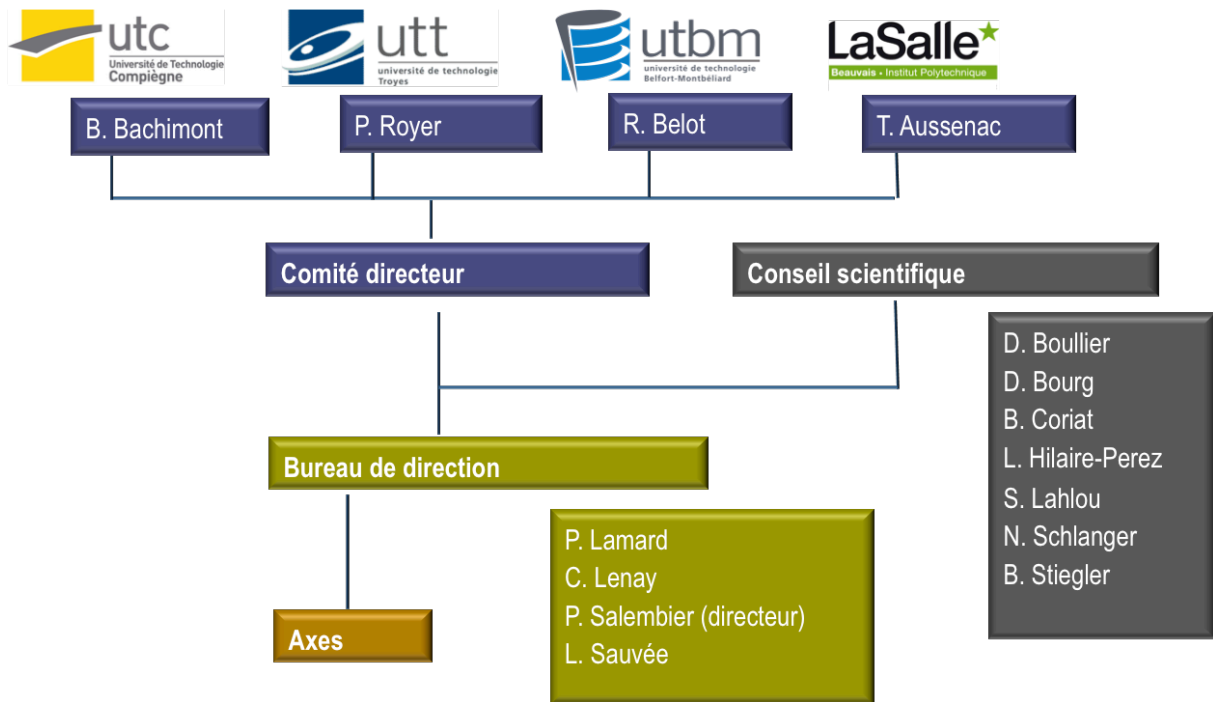 utc
Université de Technologie
Compiègne
utt
université de technologie
Troyes
utbm
université de technologie
Belfort-Montbéliard
LaSalle
Beauvais • Institut Polytechnique
B. Bachimont
P. Royer
R. Belot
T. Aussenac
Comité directeur
Conseil scientifique
D. Boullier
D. Bourg
B. Coriat
L. Hilaire-Perez
S. Lahlou
N. Schlanger
B. Stiegler
Bureau de direction
P. Lamard
C. Lenay
P. Salembier (directeur)
L. Sauvée
Axes